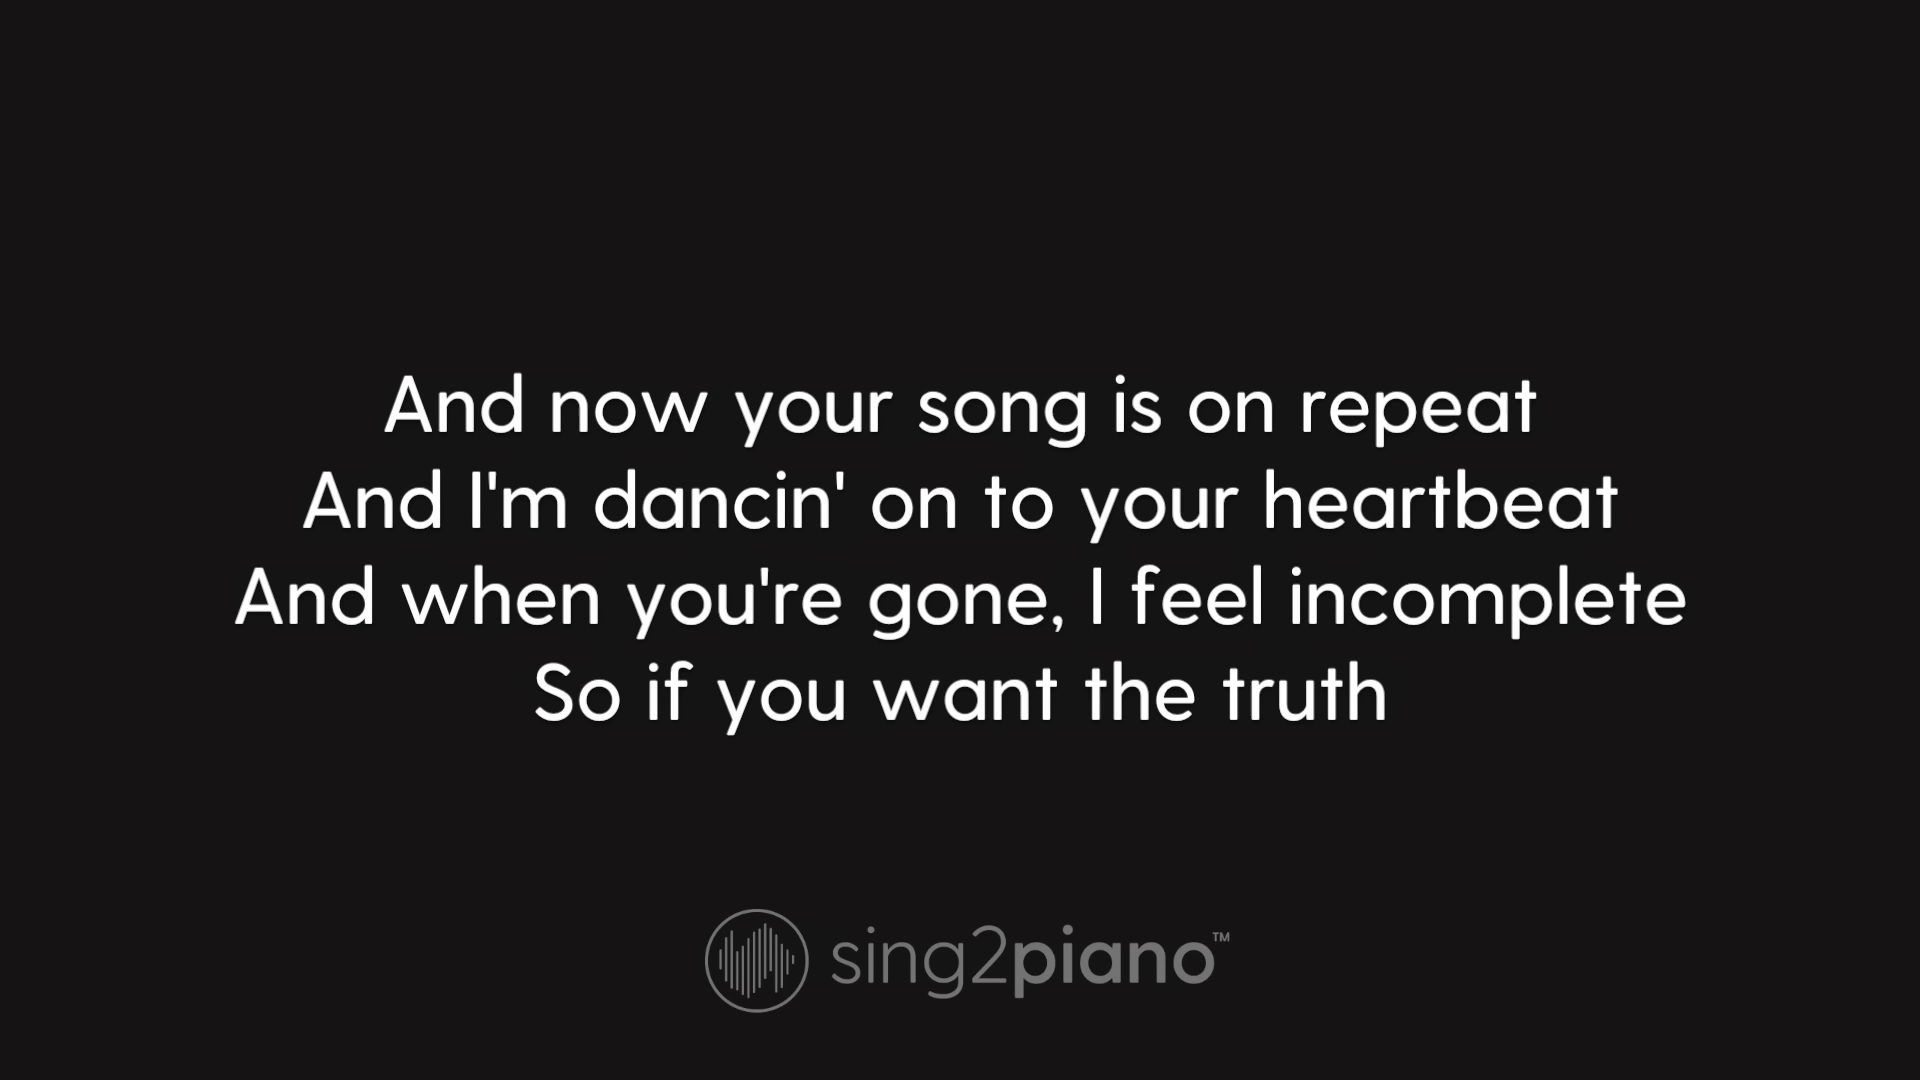 And now your song is on repeat
And I'm dancin' on to your heartbeat
And when you're gone, I feel incomplete
So if you want the truth
sing2piano™